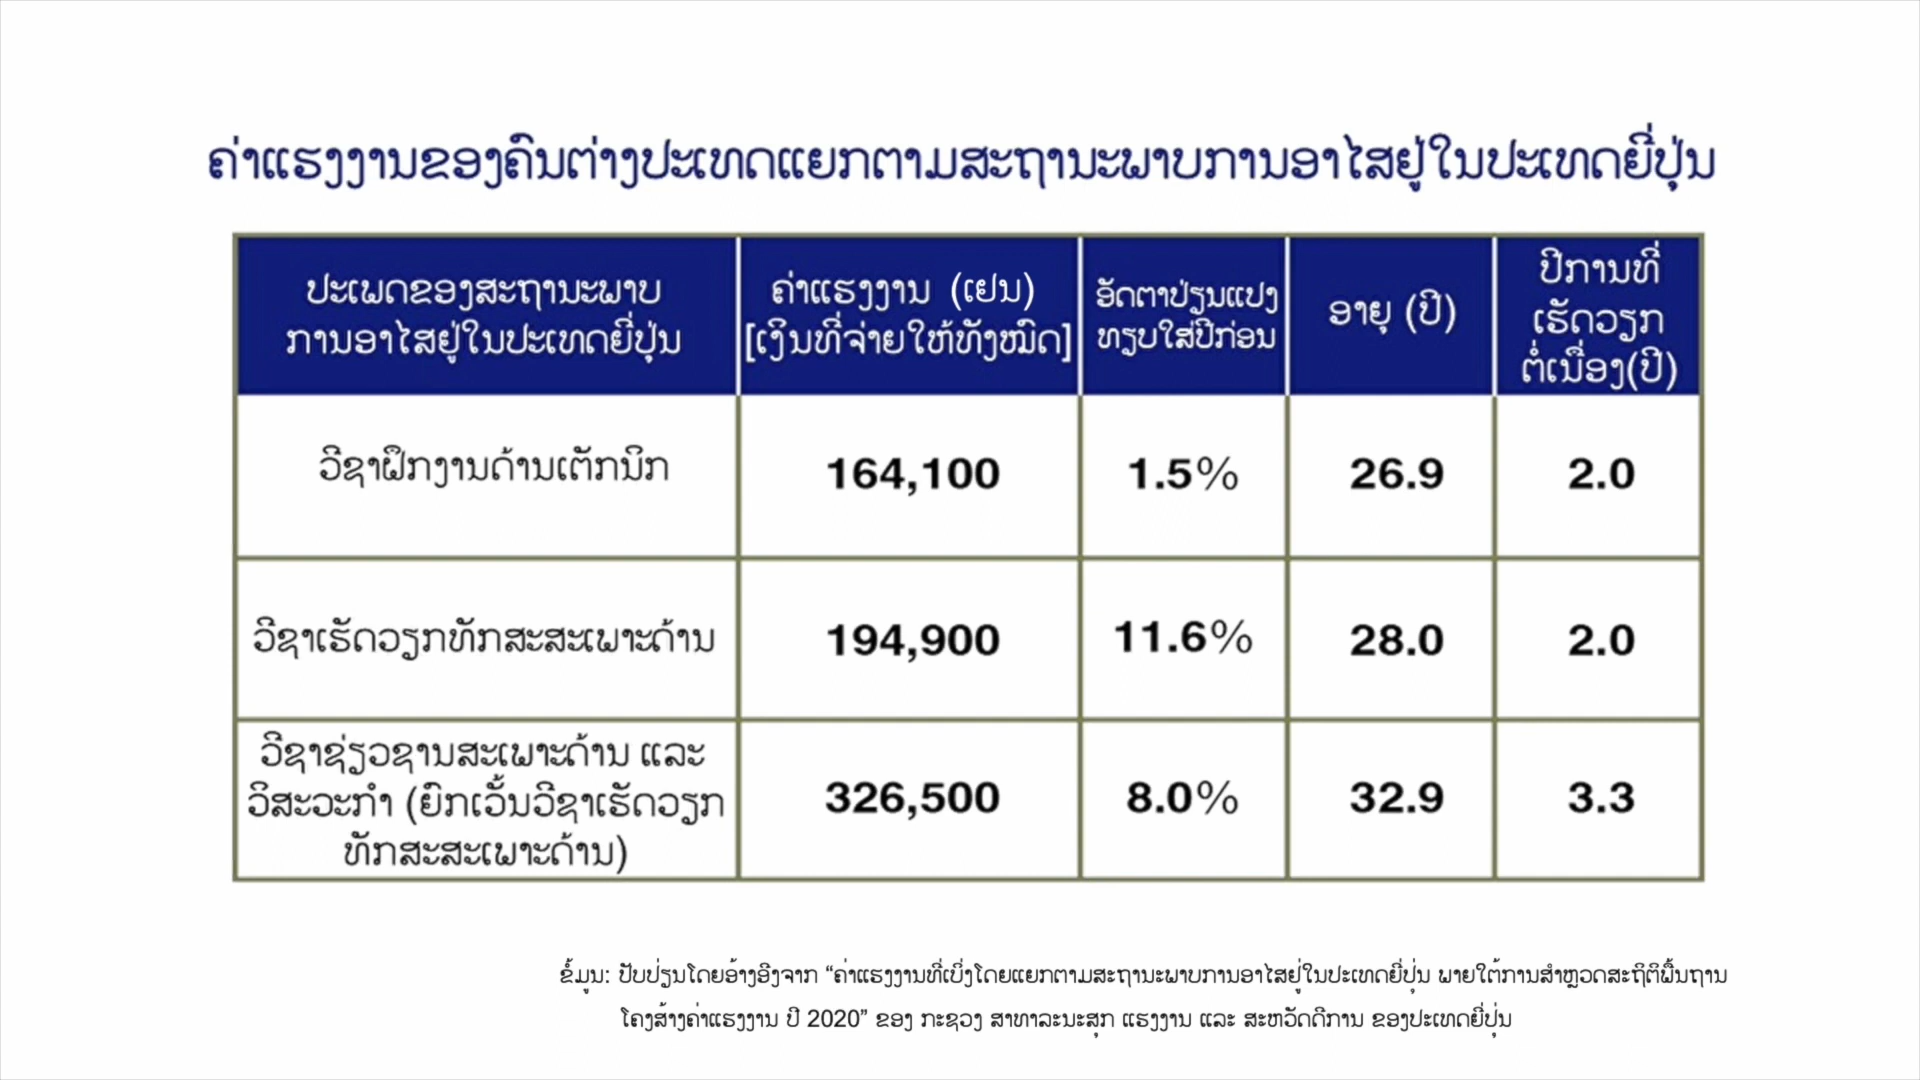 ຄ່າແຮງງານຂອງຄົນຕ່າງປະເທດແຍກຕາມສະຖານະພາບການອາໄສຢູ່ໃນປະເທດຍີ່ປຸ່ນ
ປະເພດຂອງສະຖານະພາບ
ການອາໄສຢູ່ໃນປະເທດຍີ່ປຸ່ນ
ຄ່າແຮງງານ (ເຢນ)
[ເງິນທີ່ຈ່າຍໃຫ້ທັງໝົດ]
ອັດຕາປ່ຽນແປງ
ທຽບໃສ່ປີກ່ອນ
ອາຍຸ (ປີ)
ປີການທີ່
ເຮັດວຽກ
ຕໍ່ເນື່ອງ(ປີ)
ວີຊາຝຶກງານດ້ານເຕັກນິກ
164,100
1.5%
26.9
2.0
ວີຊາເຮັດວຽກທັກສະສະເພາະດ້ານ
194,900
11.6%
28.0
2.0
ວີຊາຊ່ຽວຊານສະເພາະດ້ານ ແລະ
ວິສະວະກຳ (ຍົກເວັ້ນວີຊາເຮັດວຽກ
ທັກສະສະເພາະດ້ານ)
326,500
8.0%
32.9
3.3
ຂໍ້ມູນ: ປັບປ່ຽນໂດຍອ້າງອີງຈາກ “ຄ່າແຮງງານທີ່ເບິ່ງໂດຍແຍກຕາມສະຖານະພາບການອາໄສຢູ່ໃນປະເທດຍີ່ປຸ່ນ ພາຍໃຕ້ການສຳຫຼວດສະຖິຕິພື້ນຖານ
ໂຄງສ້າງຄ່າແຮງງານ ປີ 2020” ຂອງ ກະຊວງ ສາທາລະນະສຸກ ແຮງງານ ແລະ ສະຫວັດດີການ ຂອງປະເທດຍີ່ປຸ່ນ